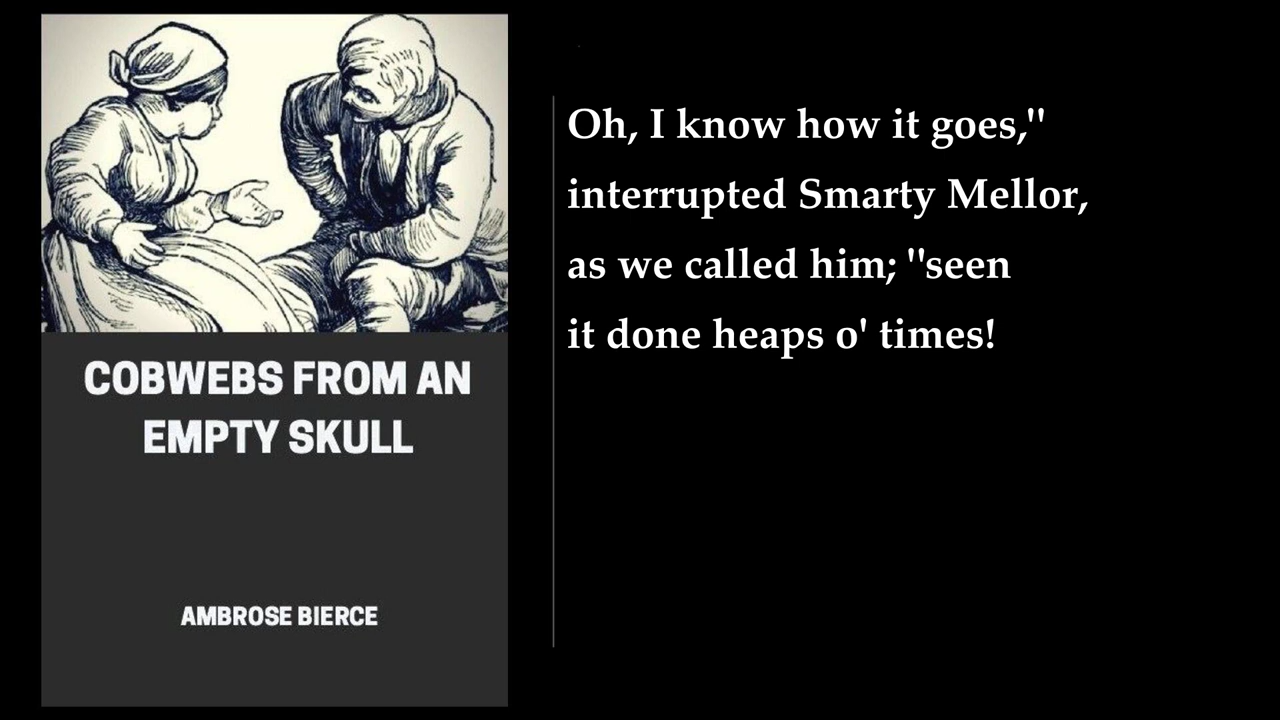 COBWEBS FROM AN
EMPTY SKULL
AMBROSE BIERCE
Oh, I know how it goes,"
interrupted Smarty Mellor,
as we called him; "seen
it done heaps o' times!